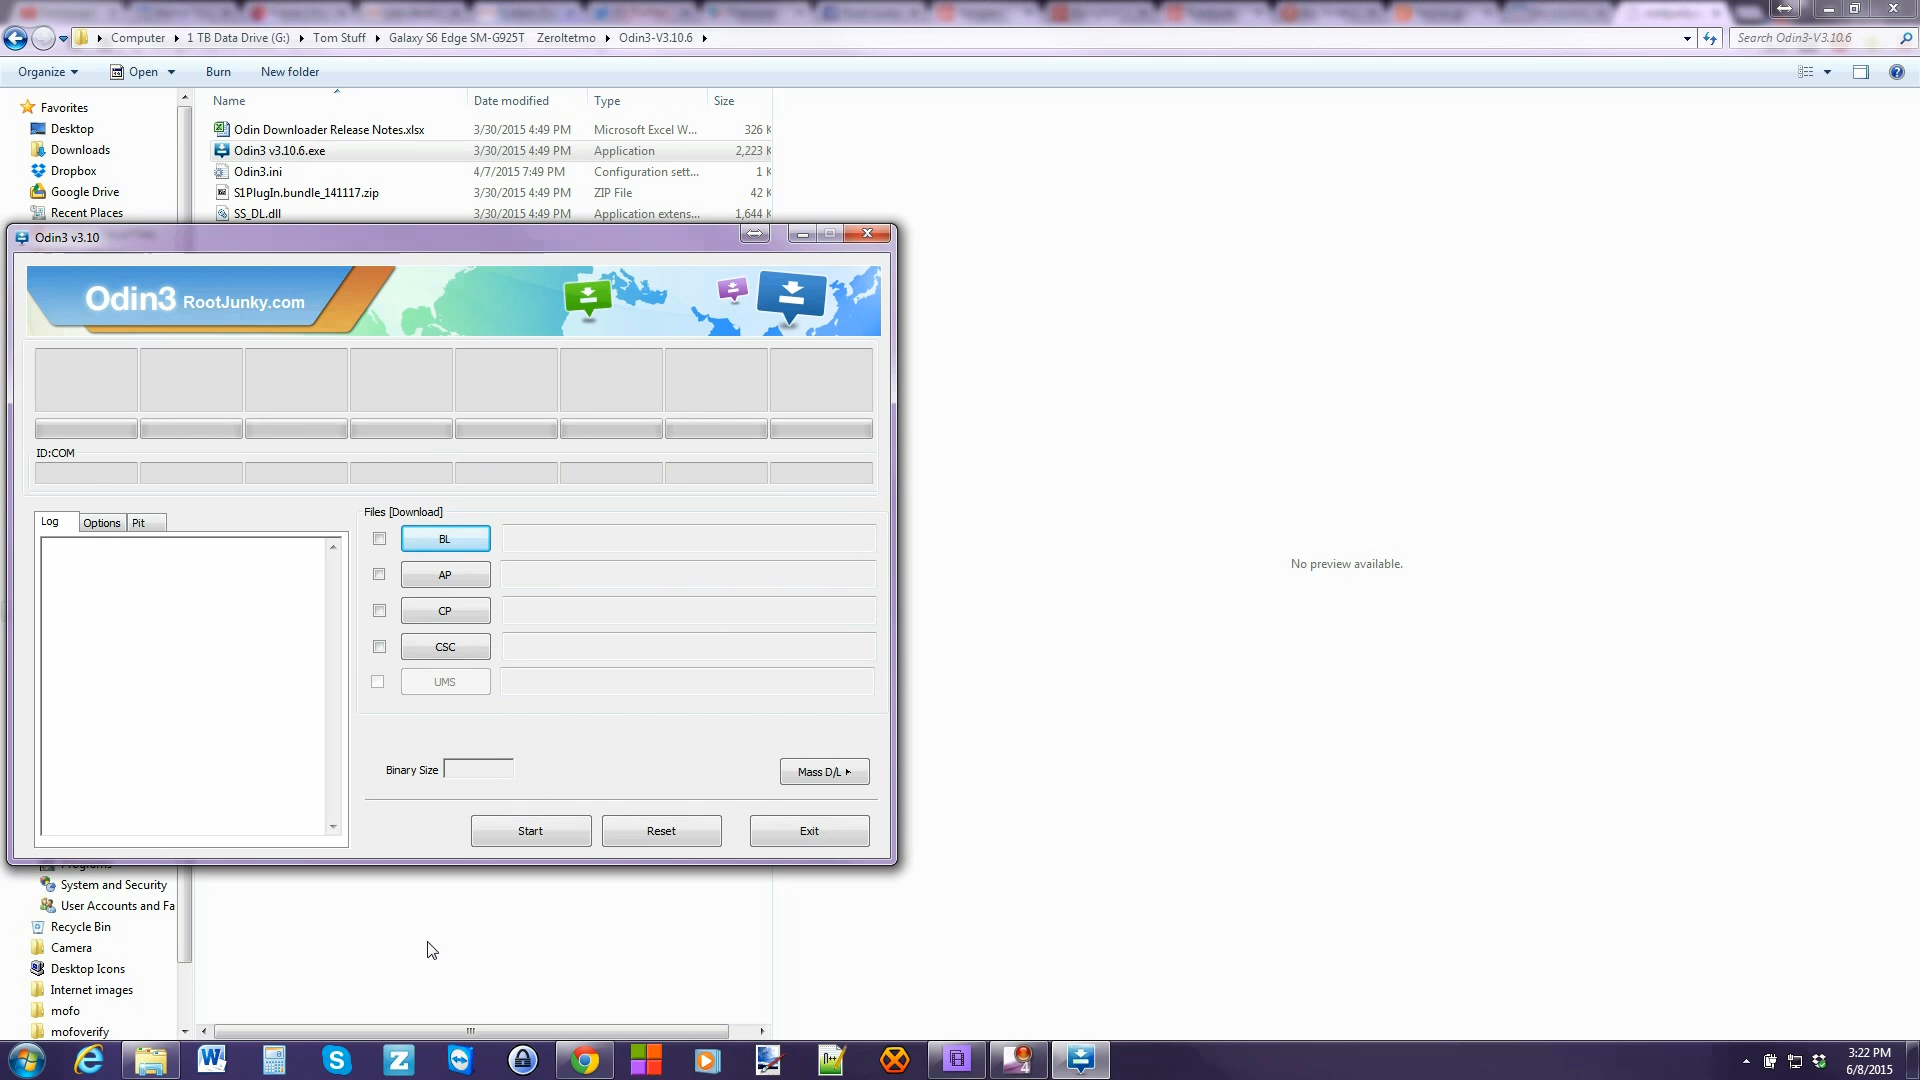 Computer
1 TB Data Drive (G:)
Tom Stuff
Galaxy S6 Edge SM-G925T Zeroltetmo
Odin3-V3.10.6
Search Odin3-V3.10.6
Organize
Open
Burn
New folder
Name
Date modified
Type
Size
Favorites
Desktop
Downloads
Dropbox
Google Drive
Recent Places
Odin Downloader Release Notes.xlsx 3/30/2015 4:49 PM Microsoft Excel W... 326 K
Odin3 v3.10.6.exe 3/30/2015 4:49 PM Application 2,223 K
Odin3.ini 4/7/2015 7:49 PM Configuration sett... 1 K
S1PlugIn.bundle_141117.zip 3/30/2015 4:49 PM ZIP File 42 K
SS_DL.dll 3/30/2015 4:49 PM Application extens... 1,644 K
Odin3 v3.10
Odin3 RootJunky.com
ID:COM
Log
Options
Pit
Files [Download]
BL
AP
CP
CSC
UMS
Binary Size
Mass D/L
Start
Reset
Exit
No preview available.
Programs
System and Security
User Accounts and Fa
Recycle Bin
Camera
Desktop Icons
Internet images
mofo
mofoverify
3:22 PM
6/8/2015